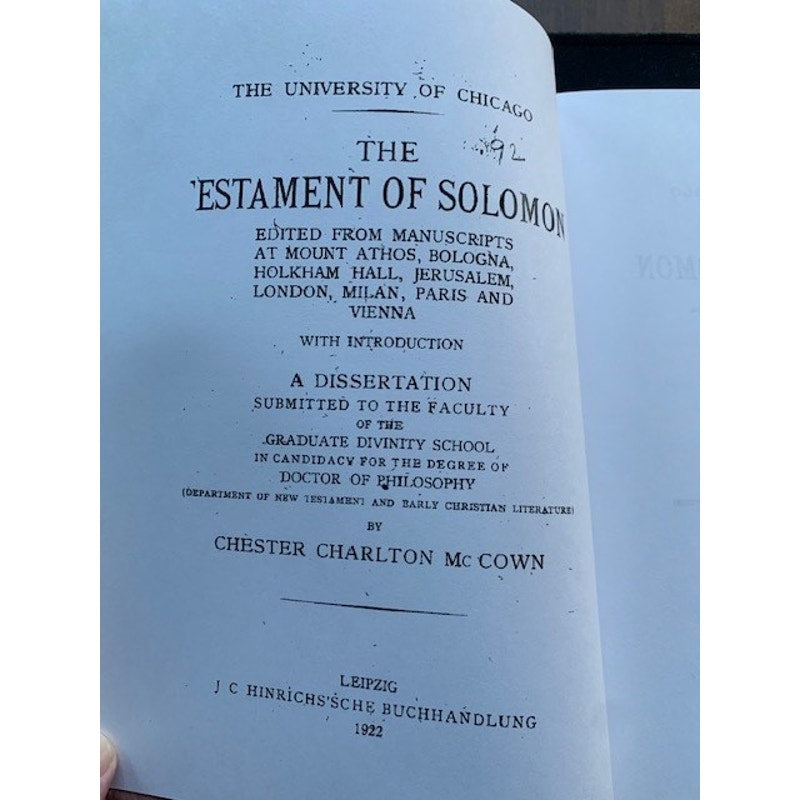 THE UNIVERSITY OF CHICAGO
92
THE
ESTAMENT OF SOLOMON
EDITED FROM MANUSCRIPTS
AT MOUNT ATHOS, BOLOGNA,
HOLKHAM HALL, JERUSALEM,
LONDON, MILAN, PARIS AND
VIENNA
WITH INTRODUCTION
A DISSERTATION
SUBMITTED TO THE FACULTY
OF THE
GRADUATE DIVINITY SCHOOL
IN CANDIDACY FOR THE DEGREE OF
DOCTOR OF PHILOSOPHY
(DEPARTMENT OF NEW TESTAMENT AND EARLY CHRISTIAN LITERATURE)
BY
CHESTER CHARLTON MC COWN
LEIPZIG
J C HINRICHS'SCHE BUCHHANDLUNG
1922